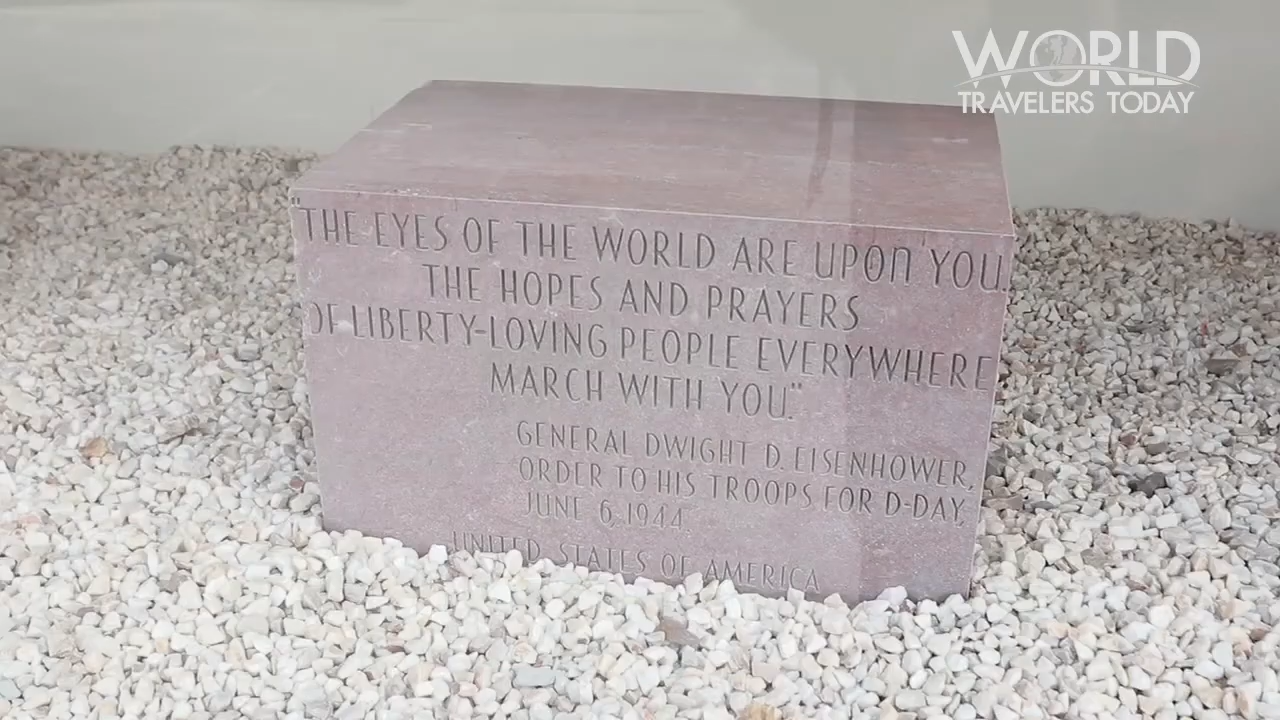 WORLD
TRAVELERS TODAY
"THE EYES OF THE WORLD ARE UPON YOU.
THE HOPES AND PRAYERS
OF LIBERTY-LOVING PEOPLE EVERYWHERE
MARCH WITH YOU."
GENERAL DWIGHT D. EISENHOWER,
ORDER TO HIS TROOPS FOR D-DAY,
JUNE 6, 1944.
UNITED STATES OF AMERICA